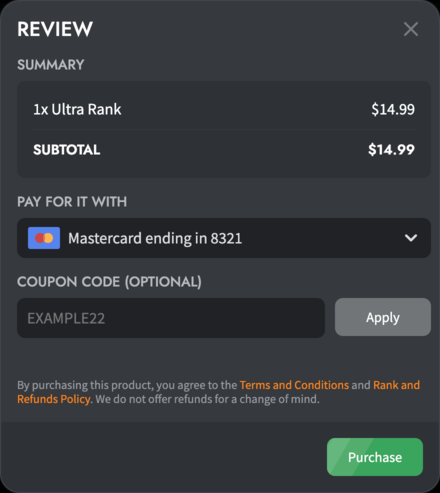 REVIEW
SUMMARY
1x Ultra Rank $14.99
SUBTOTAL $14.99
PAY FOR IT WITH
Mastercard ending in 8321
COUPON CODE (OPTIONAL)
EXAMPLE22 Apply
By purchasing this product, you agree to the Terms and Conditions and Rank and
Refunds Policy. We do not offer refunds for a change of mind.
Purchase